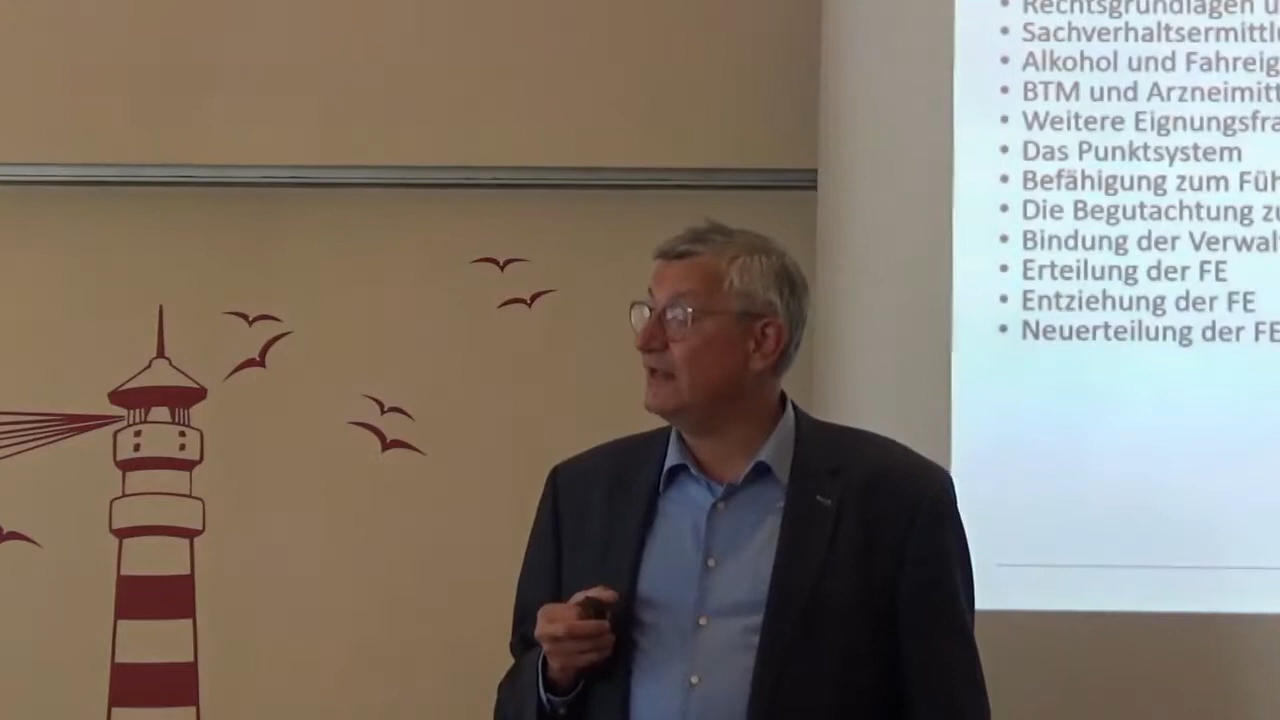 Rechtsgrundlagen u
• Sachverhaltsermittlu
• Alkohol und Fahreig
• BTM und Arzneimitt
• Weitere Eignungsfra
• Das Punktsystem
• Befähigung zum Füh
• Die Begutachtung zu
• Bindung der Verwalt
• Erteilung der FE
• Entziehung der FE
• Neuerteilung der FE